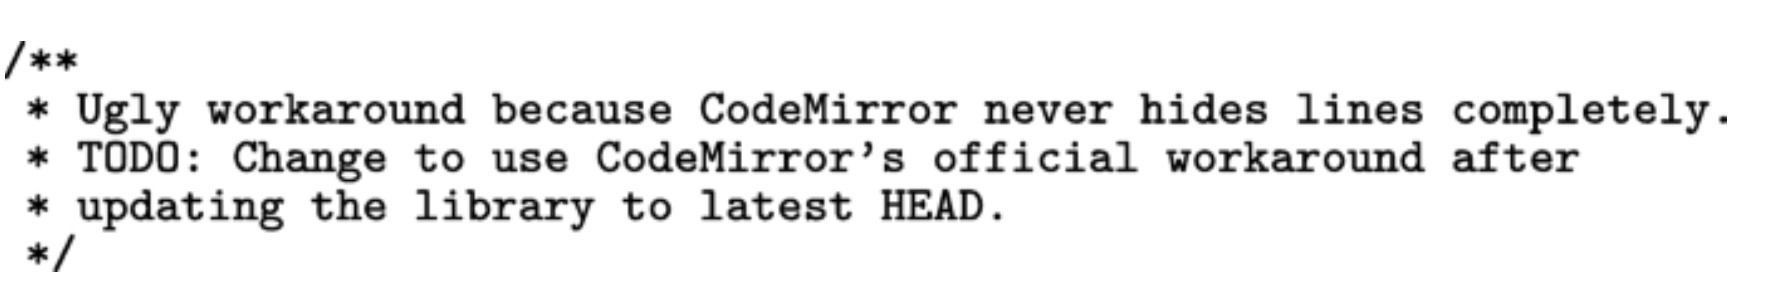 /**
 * Ugly workaround because CodeMirror never hides lines completely.
 * TODO: Change to use CodeMirror's official workaround after
 * updating the library to latest HEAD.
 */